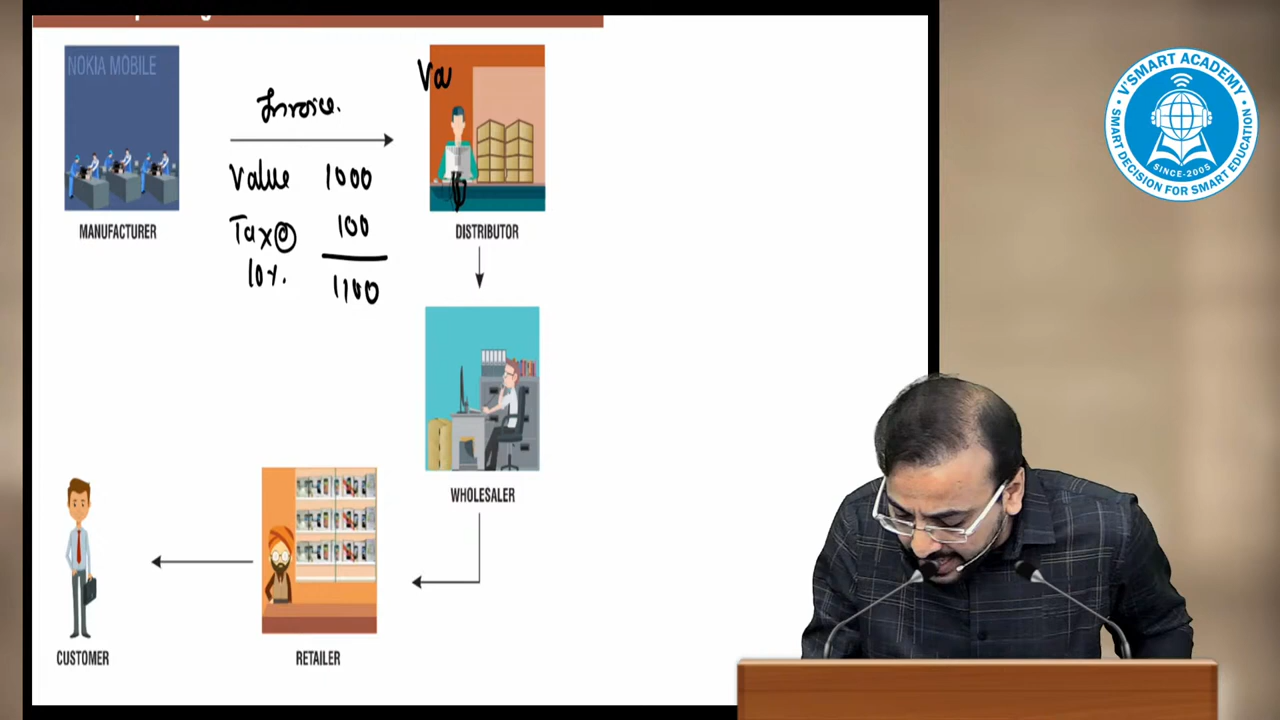 NOKIA MOBILE
MANUFACTURER
Invoice.
Value 1000
Tax@ 100
10%.
1100
Va
DISTRIBUTOR
WHOLESALER
RETAILER
CUSTOMER
V'SMART ACADEMY
SINCE-2005
SMART DECISION FOR SMART EDUCATION